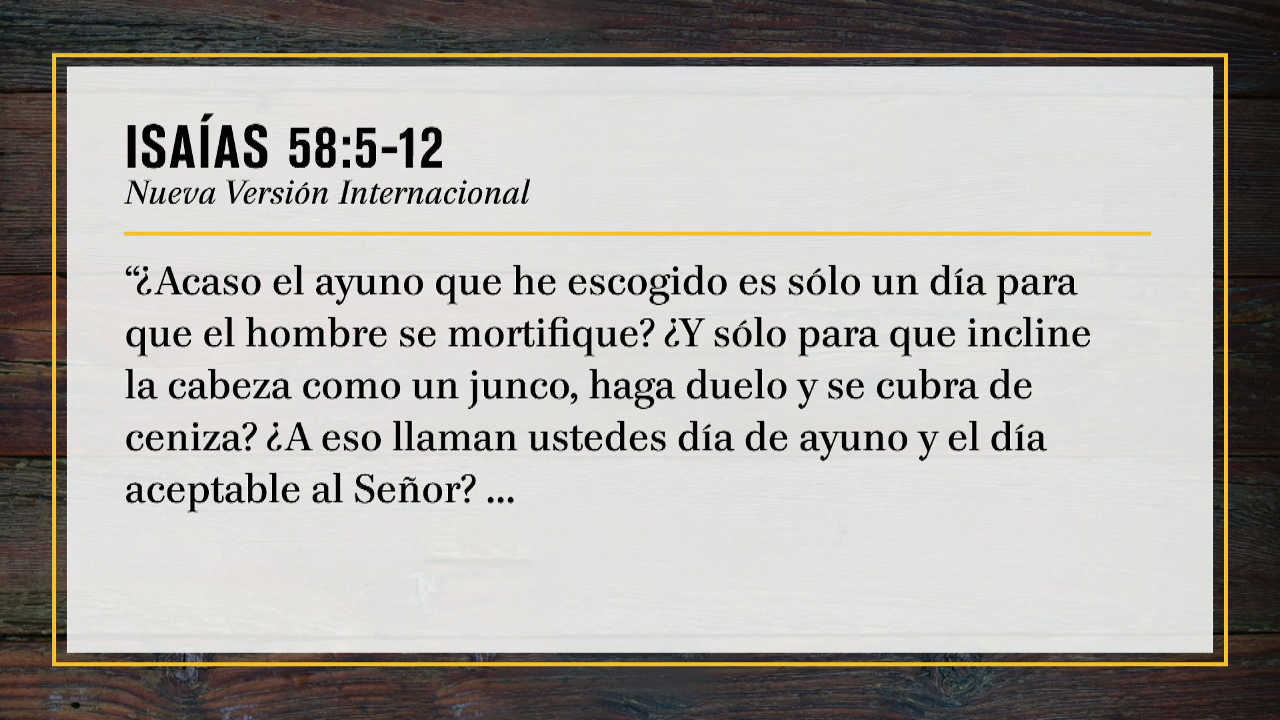 ISAÍAS 58:5-12
Nueva Versión Internacional
“¿Acaso el ayuno que he escogido es sólo un día para
que el hombre se mortifique? ¿Y sólo para que incline
la cabeza como un junco, haga duelo y se cubra de
ceniza? ¿A eso llaman ustedes día de ayuno y el día
aceptable al Señor? ...